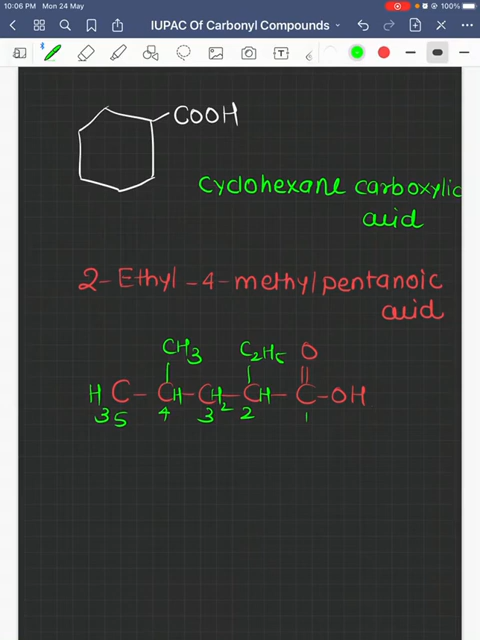 10:06 PM Mon 24 May
100%
IUPAC Of Carbonyl Compounds
COOH
cyclohexane carboxylic
acid
2-Ethyl-4-methylpentanoic
acid
CH3 C2H5 O
H3C-CH-CH2-CH-C-OH
5 4 3 2 1